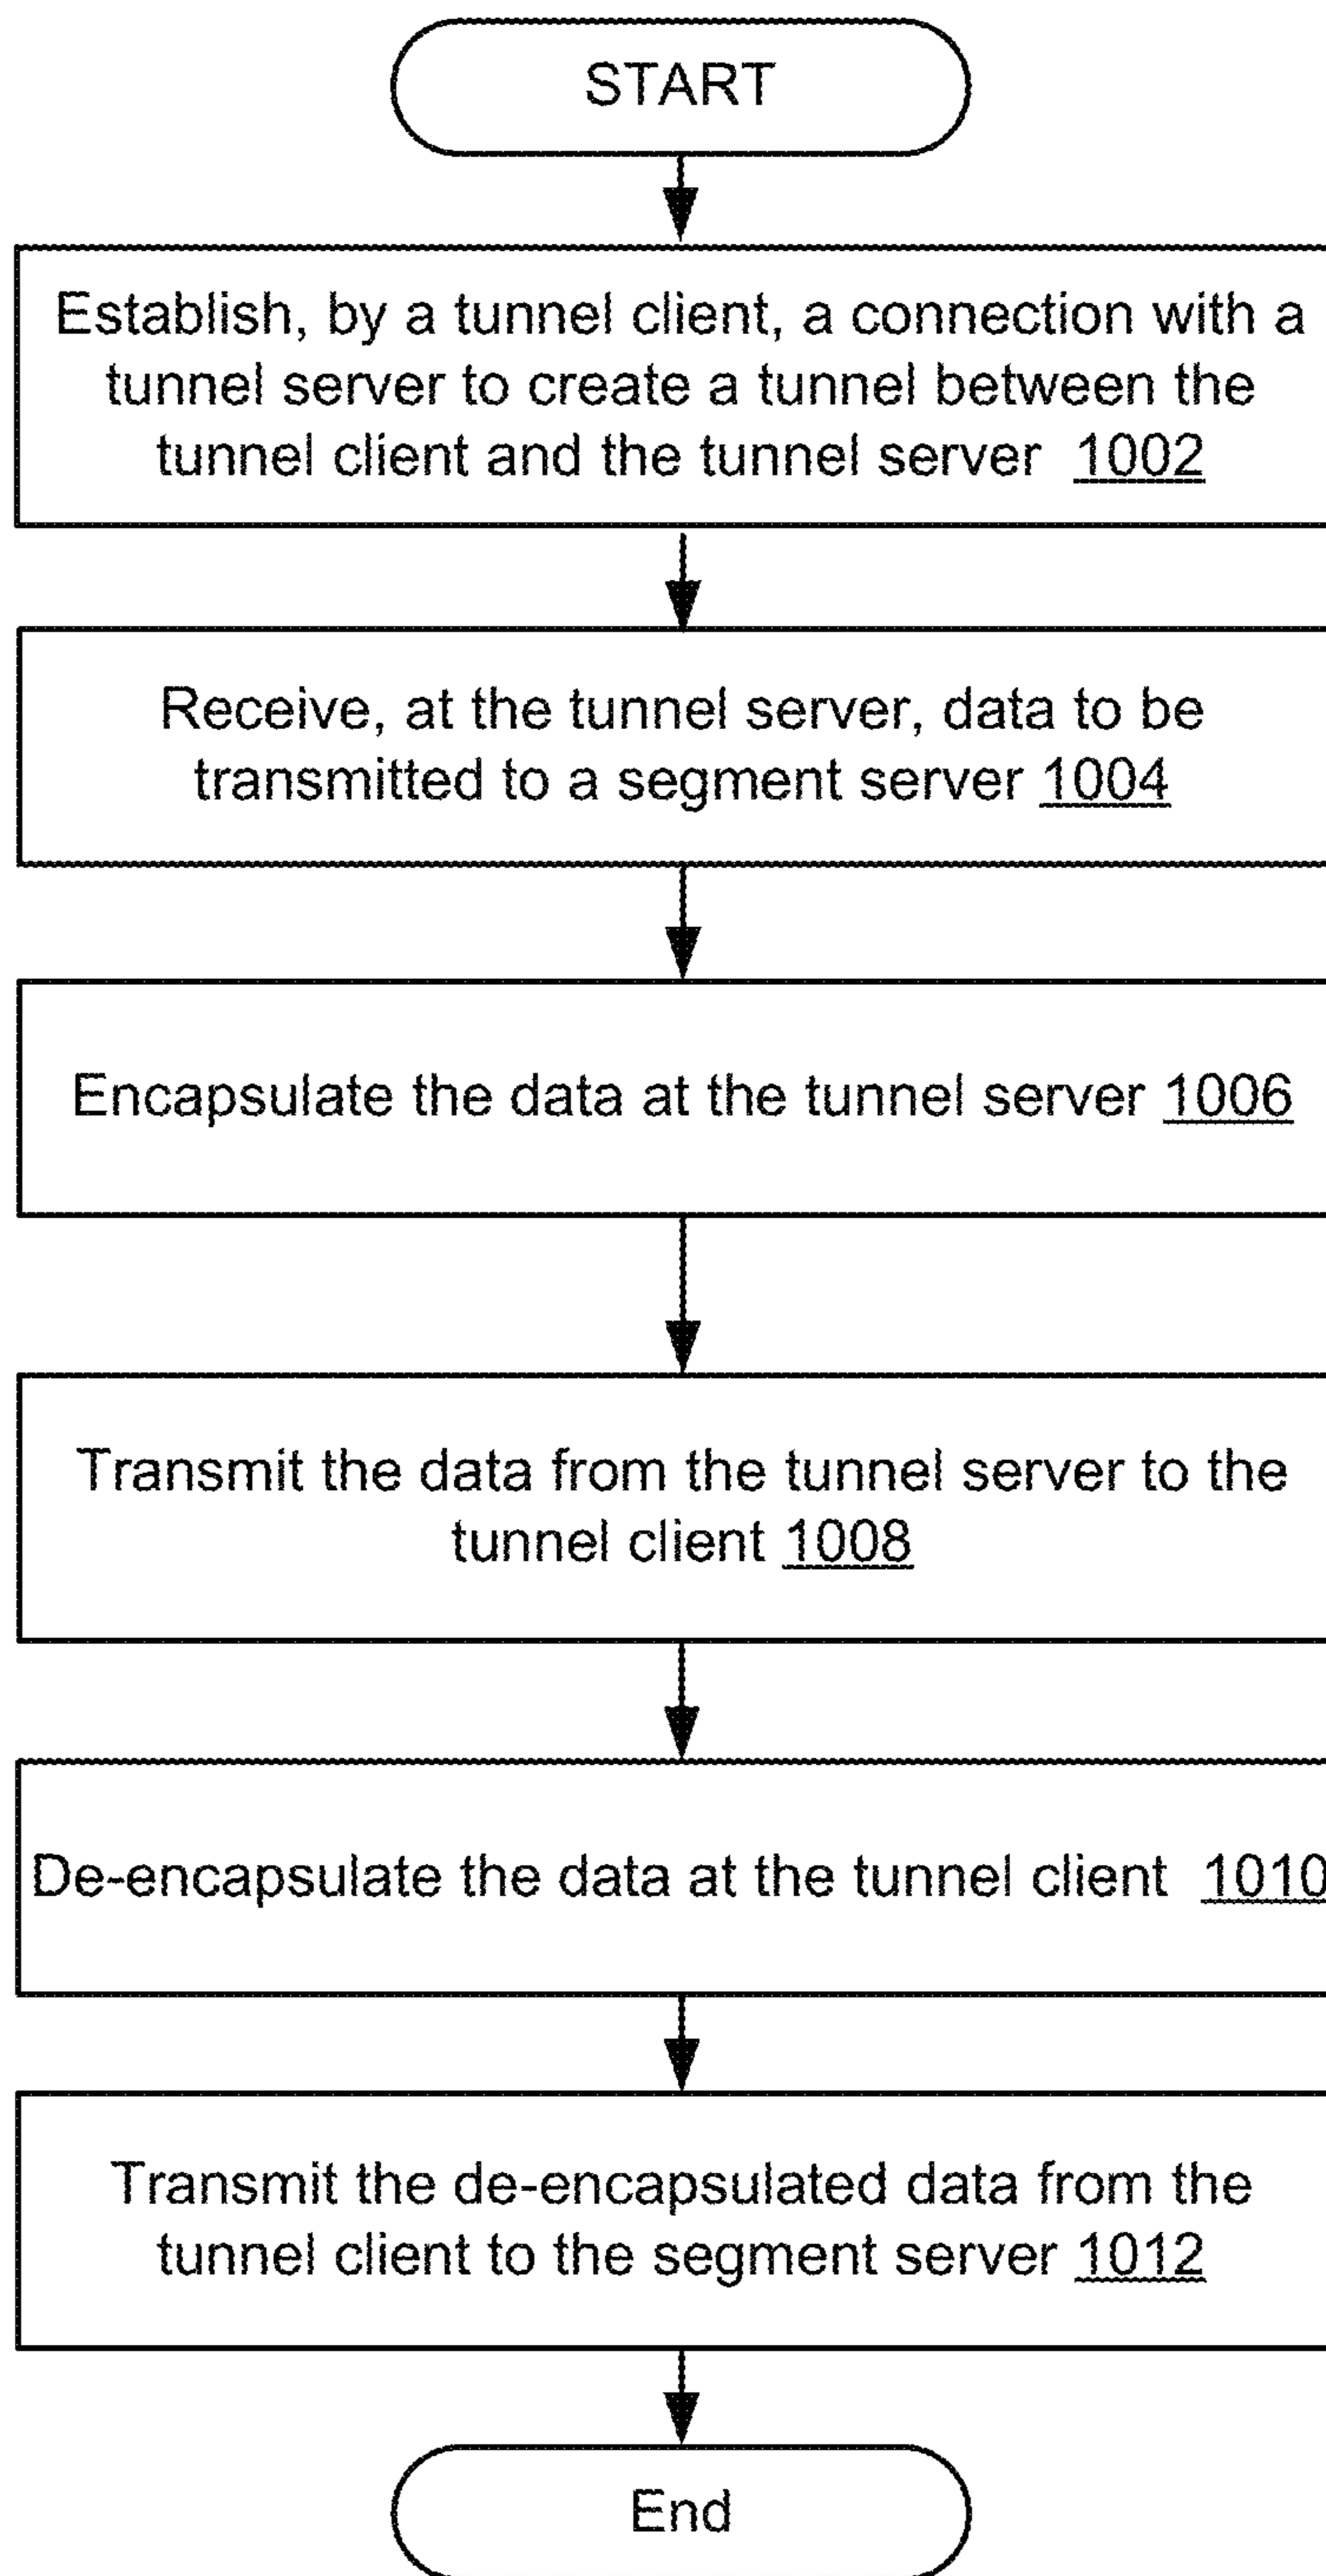 START
Establish, by a tunnel client, a connection with a
tunnel server to create a tunnel between the
tunnel client and the tunnel server 1002
Receive, at the tunnel server, data to be
transmitted to a segment server 1004
Encapsulate the data at the tunnel server 1006
Transmit the data from the tunnel server to the
tunnel client 1008
De-encapsulate the data at the tunnel client 1010
Transmit the de-encapsulated data from the
tunnel client to the segment server 1012
End